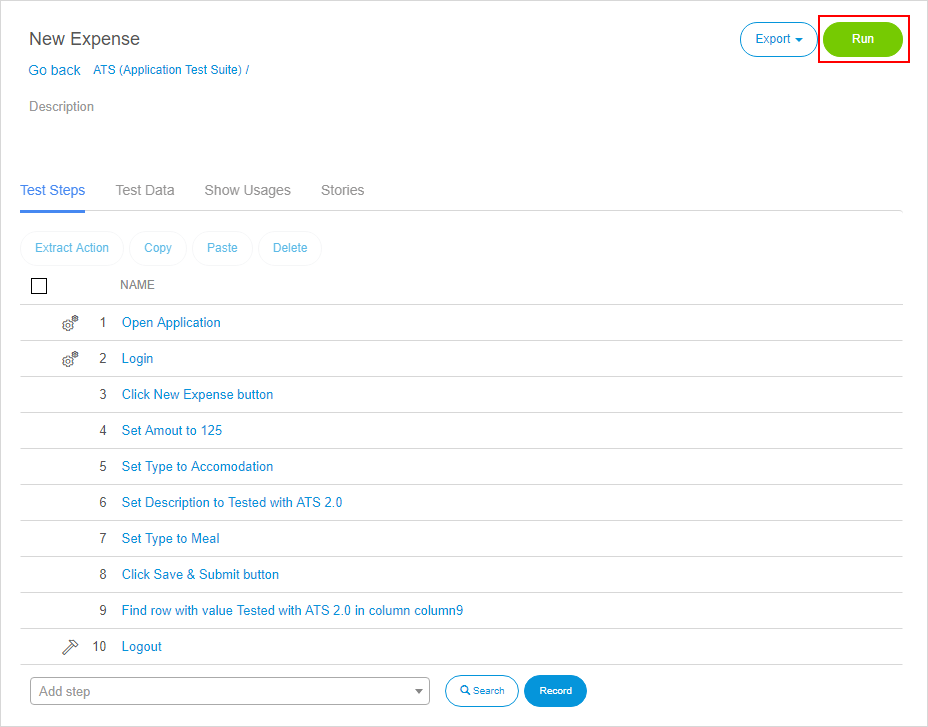 New Expense
Export
Run
Go back ATS (Application Test Suite) /
Description
Test Steps Test Data Show Usages Stories
Extract Action Copy Paste Delete
NAME
1 Open Application
2 Login
3 Click New Expense button
4 Set Amout to 125
5 Set Type to Accomodation
6 Set Description to Tested with ATS 2.0
7 Set Type to Meal
8 Click Save & Submit button
9 Find row with value Tested with ATS 2.0 in column column9
10 Logout
Add step Search Record